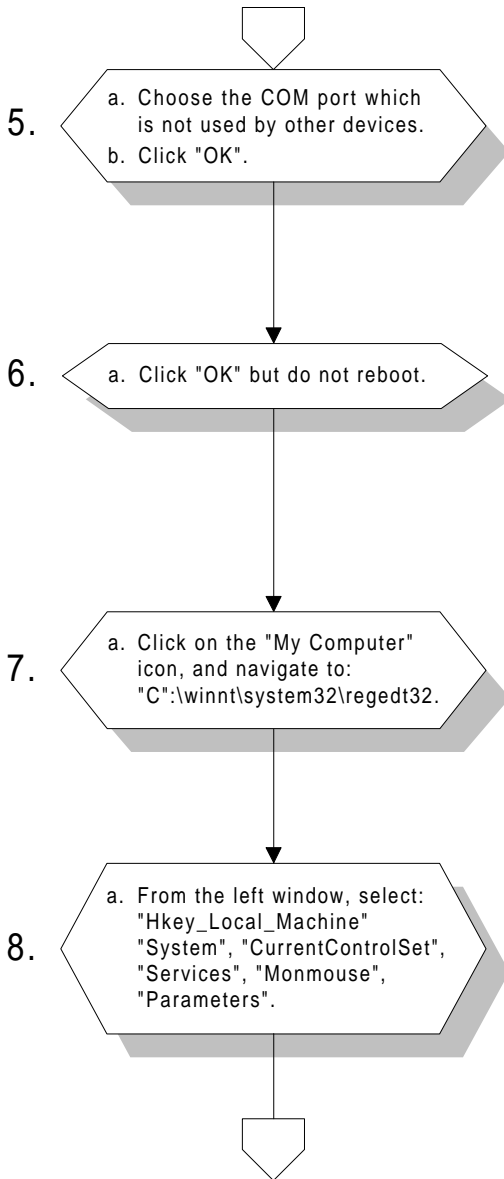 5.
a. Choose the COM port which
is not used by other devices.
b. Click "OK".
6.
a. Click "OK" but do not reboot.
7.
a. Click on the "My Computer"
icon, and navigate to:
"C":\winnt\system32\regedt32.
8.
a. From the left window, select:
"Hkey_Local_Machine"
"System", "CurrentControlSet",
"Services", "Monmouse",
"Parameters".